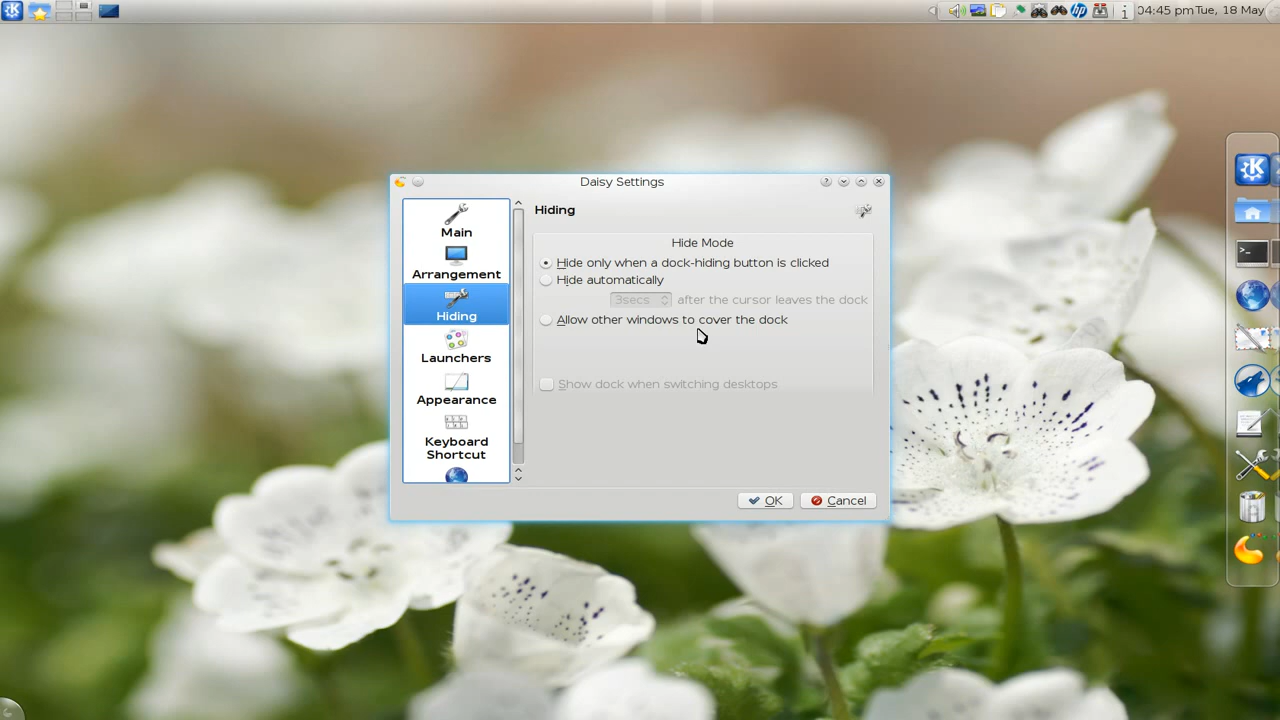 04:45 pm Tue, 18 May
Daisy Settings
Main
Arrangement
Hiding
Launchers
Appearance
Keyboard
Shortcut
Hiding
Hide Mode
Hide only when a dock-hiding button is clicked
Hide automatically
3secs after the cursor leaves the dock
Allow other windows to cover the dock
Show dock when switching desktops
OK Cancel